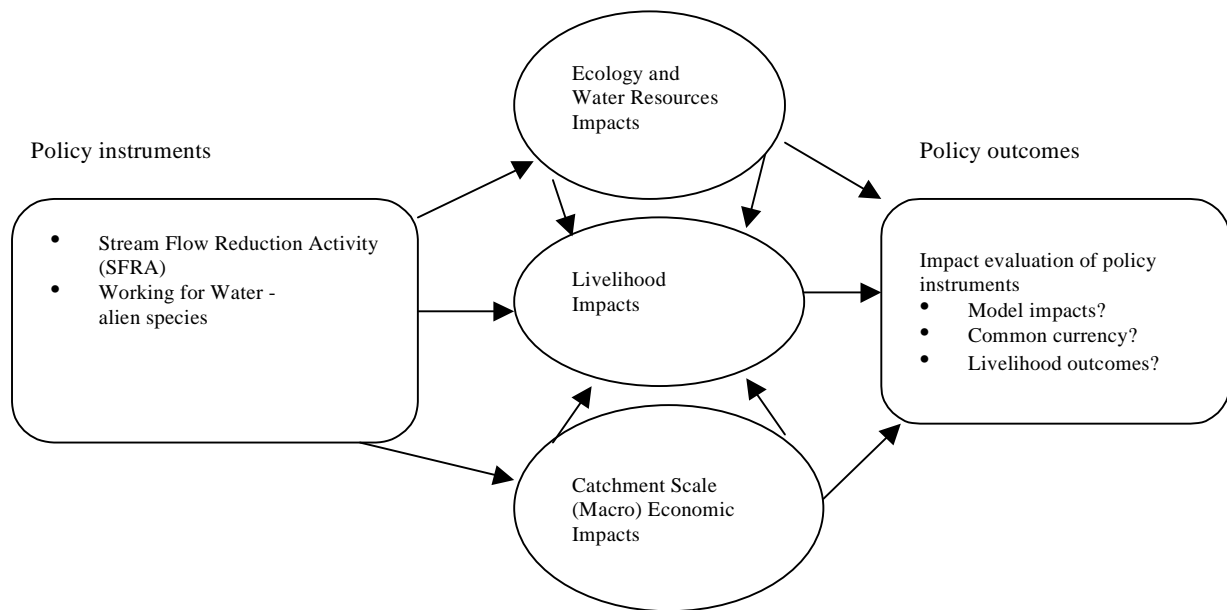 Policy instruments
• Stream Flow Reduction Activity
(SFRA)
• Working for Water -
alien species
Ecology and
Water Resources
Impacts
Livelihood
Impacts
Catchment Scale
(Macro) Economic
Impacts
Policy outcomes
Impact evaluation of policy
instruments
• Model impacts?
• Common currency?
• Livelihood outcomes?